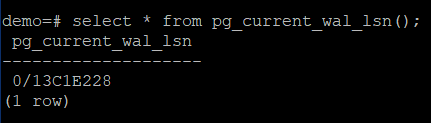 demo=# select * from pg_current_wal_lsn();
 pg_current_wal_lsn
--------------------
 0/13C1E228
(1 row)